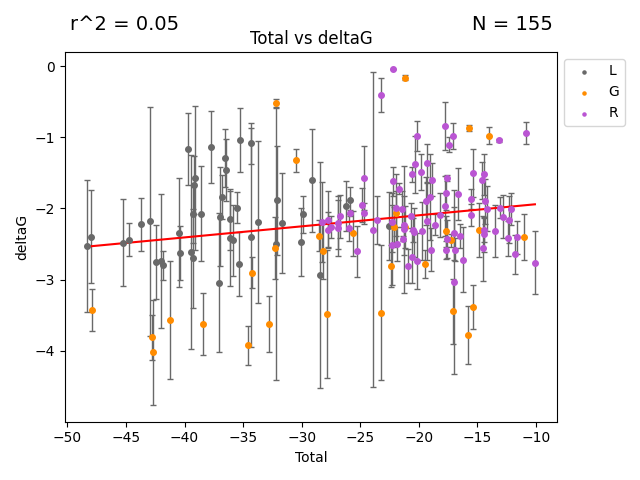 r^2 = 0.05
N = 155
Total vs deltaG
L
G
R
0
−1
−2
−3
−4
deltaG
−50 −45 −40 −35 −30 −25 −20 −15 −10
Total